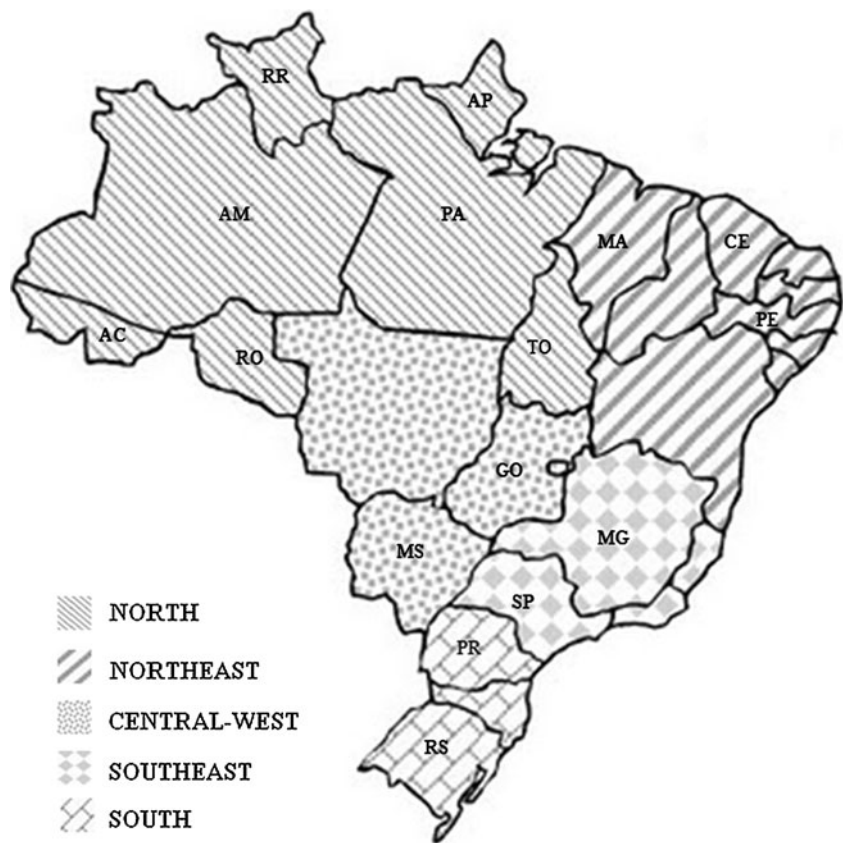 RR
AP
AM
PA
MA
CE
PE
AC
RO
TO
GO
MS
MG
SP
PR
RS
NORTH
NORTHEAST
CENTRAL-WEST
SOUTHEAST
SOUTH